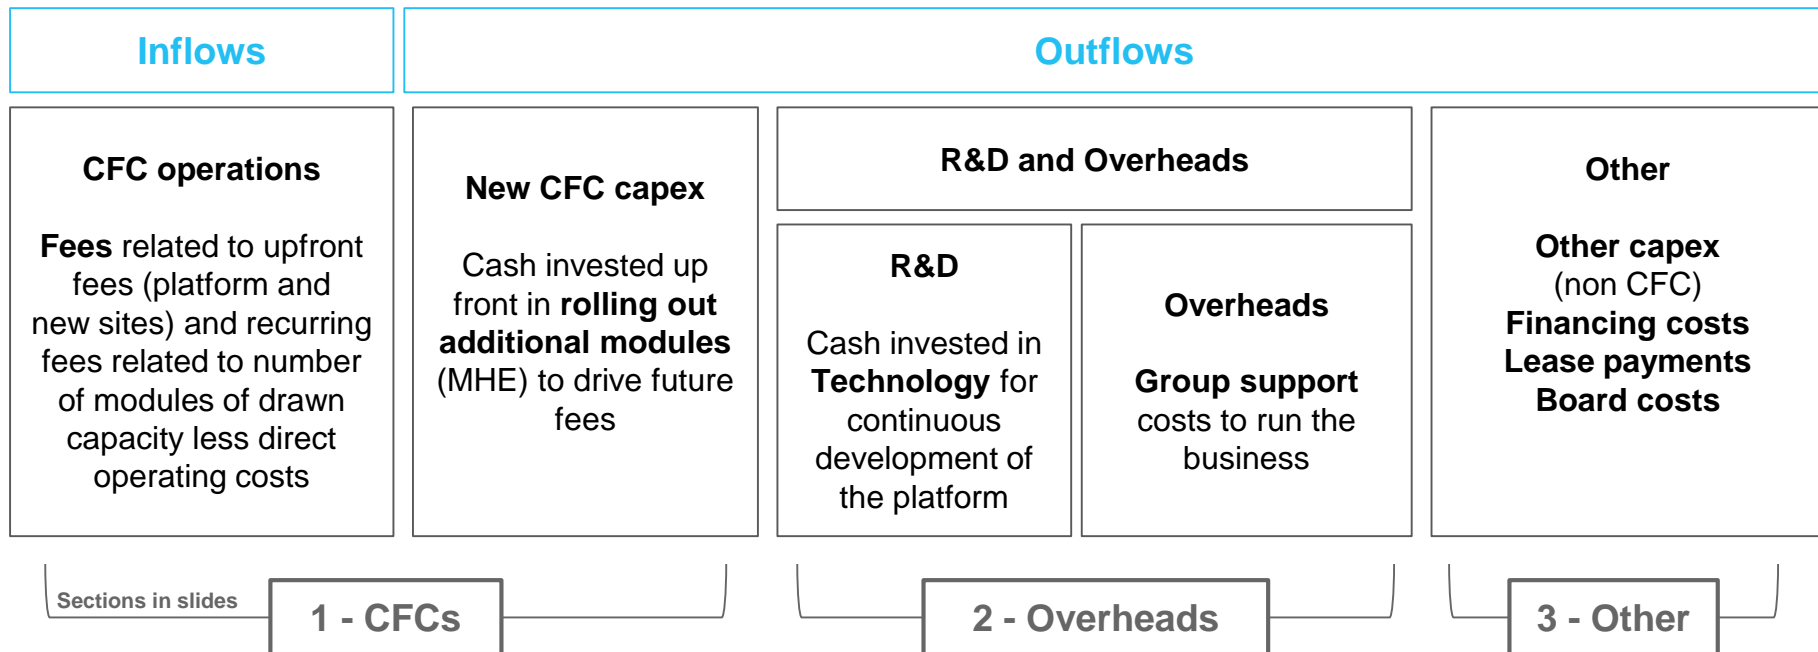 Inflows
Outflows
CFC operations
Fees related to upfront
fees (platform and
new sites) and recurring
fees related to number
of modules of drawn
capacity less direct
operating costs
New CFC capex
Cash invested up
front in rolling out
additional modules
(MHE) to drive future
fees
R&D and Overheads
R&D
Cash invested in
Technology for
continuous
development of
the platform
Overheads
Group support
costs to run the
business
Other
Other capex
(non CFC)
Financing costs
Lease payments
Board costs
Sections in slides
1 - CFCs
2 - Overheads
3 - Other